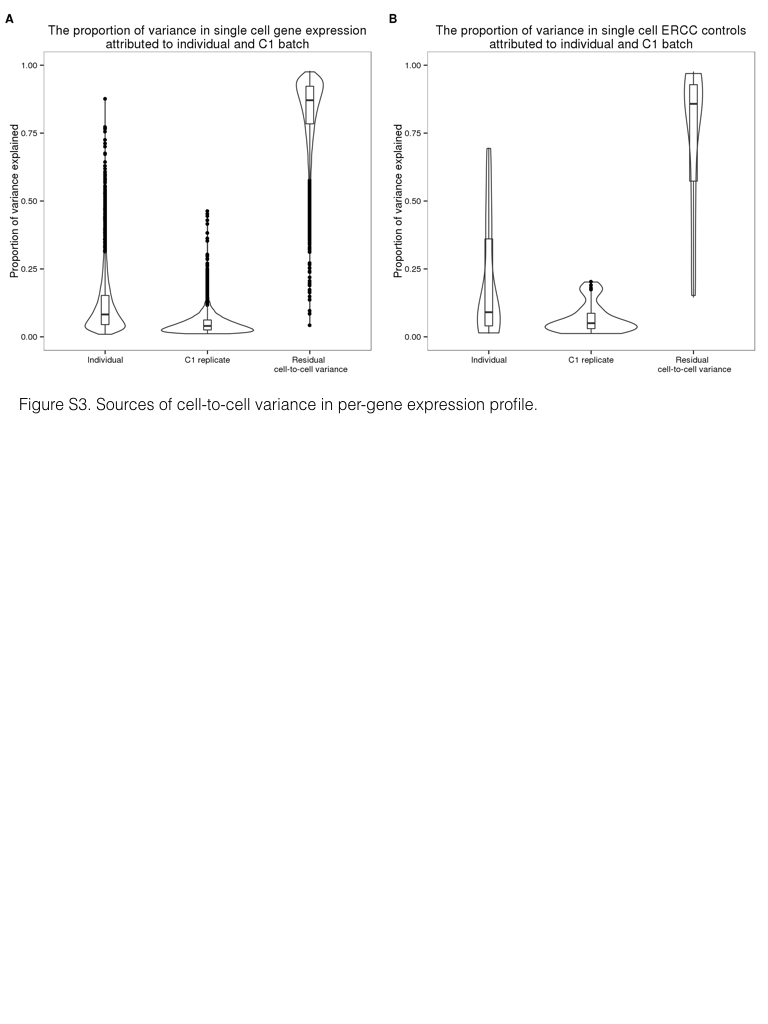 A
The proportion of variance in single cell gene expression
attributed to individual and C1 batch
Proportion of variance explained
1.00
0.75
0.50
0.25
0.00
Individual
C1 replicate
Residual
cell-to-cell variance
B
The proportion of variance in single cell ERCC controls
attributed to individual and C1 batch
Proportion of variance explained
1.00
0.75
0.50
0.25
0.00
Individual
C1 replicate
Residual
cell-to-cell variance
Figure S3. Sources of cell-to-cell variance in per-gene expression profile.